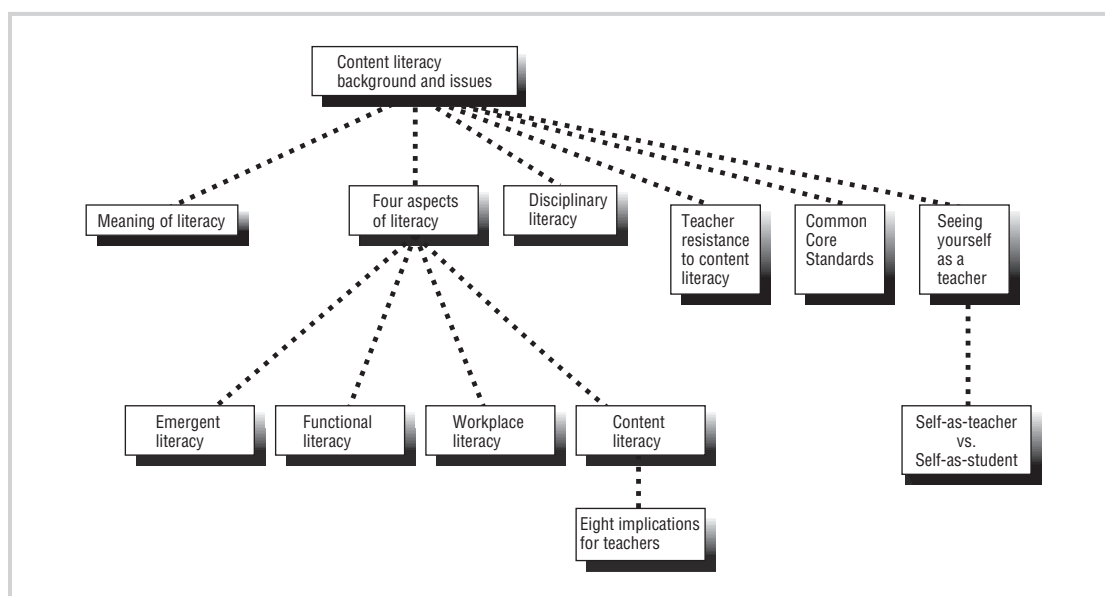 Content literacy
background and issues
Meaning of literacy
Four aspects
of literacy
Disciplinary
literacy
Teacher
resistance
to content
literacy
Common
Core
Standards
Seeing
yourself
as a
teacher
Emergent
literacy
Functional
literacy
Workplace
literacy
Content
literacy
Self-as-teacher
vs.
Self-as-student
Eight implications
for teachers